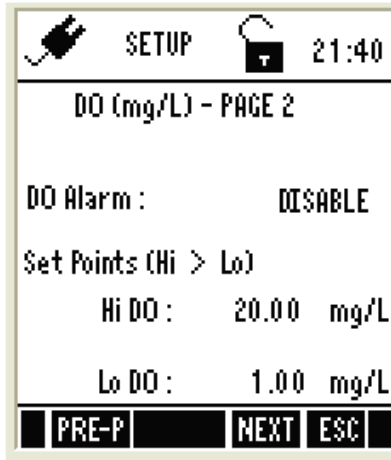 SETUP 21:40
DO (mg/L) - PAGE 2
DO Alarm : DISABLE
Set Points (Hi > Lo)
Hi DO : 20.00 mg/L
Lo DO : 1.00 mg/L
PRE-P NEXT ESC